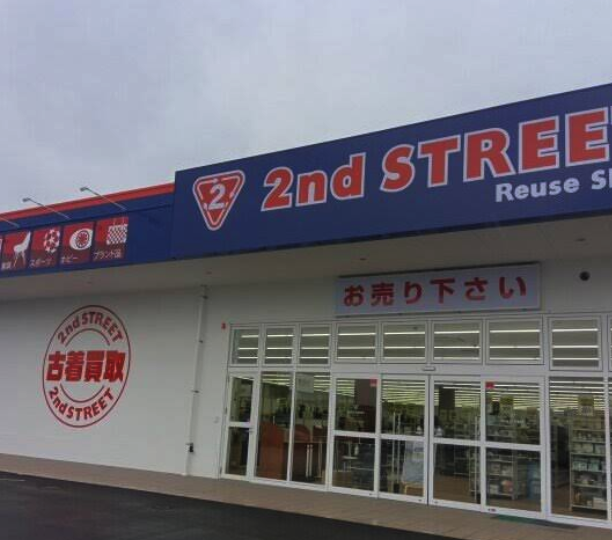 2
2nd STREE
Reuse S
スポーツ
ホビー
ブランド品
お売り下さい
2nd STREET
古着買取
2nd STREET